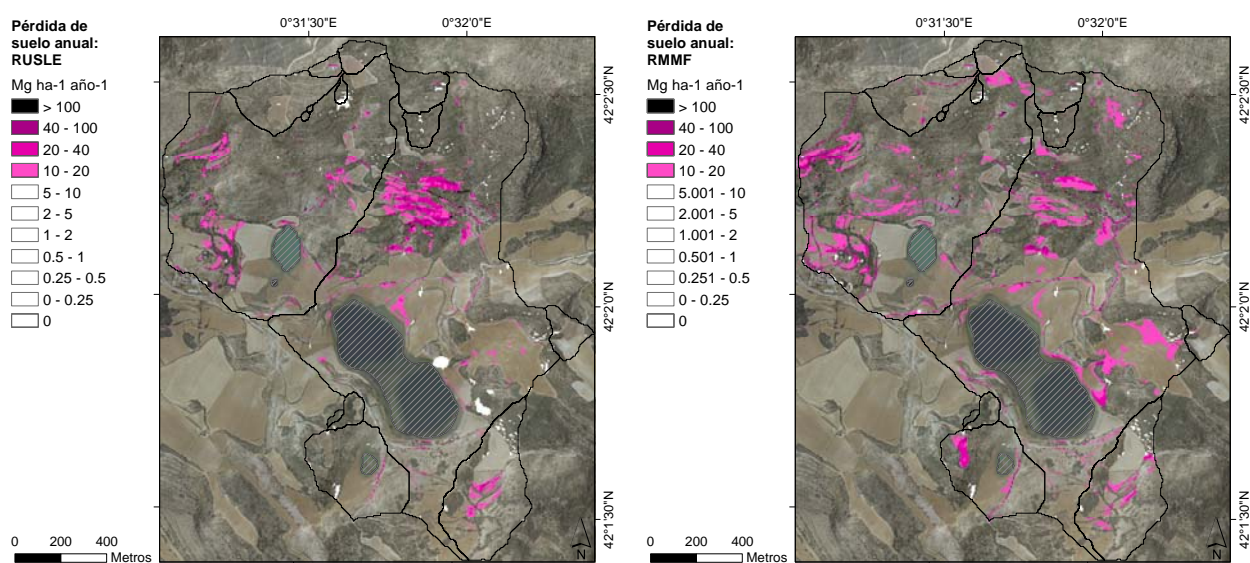 Pérdida de
suelo anual:
RUSLE
Mg ha-1 año-1
> 100
40 - 100
20 - 40
10 - 20
5 - 10
2 - 5
1 - 2
0.5 - 1
0.25 - 0.5
0 - 0.25
0
0 200 400
Metros
0°31'30"E 0°32'0"E
42°2'30"N
42°2'0"N
42°1'30"N
N
Pérdida de
suelo anual:
RMMF
Mg ha-1 año-1
> 100
40 - 100
20 - 40
10 - 20
5.001 - 10
2.001 - 5
1.001 - 2
0.501 - 1
0.251 - 0.5
0 - 0.25
0
0 200 400
Metros
0°31'30"E 0°32'0"E
42°2'30"N
42°2'0"N
42°1'30"N
N